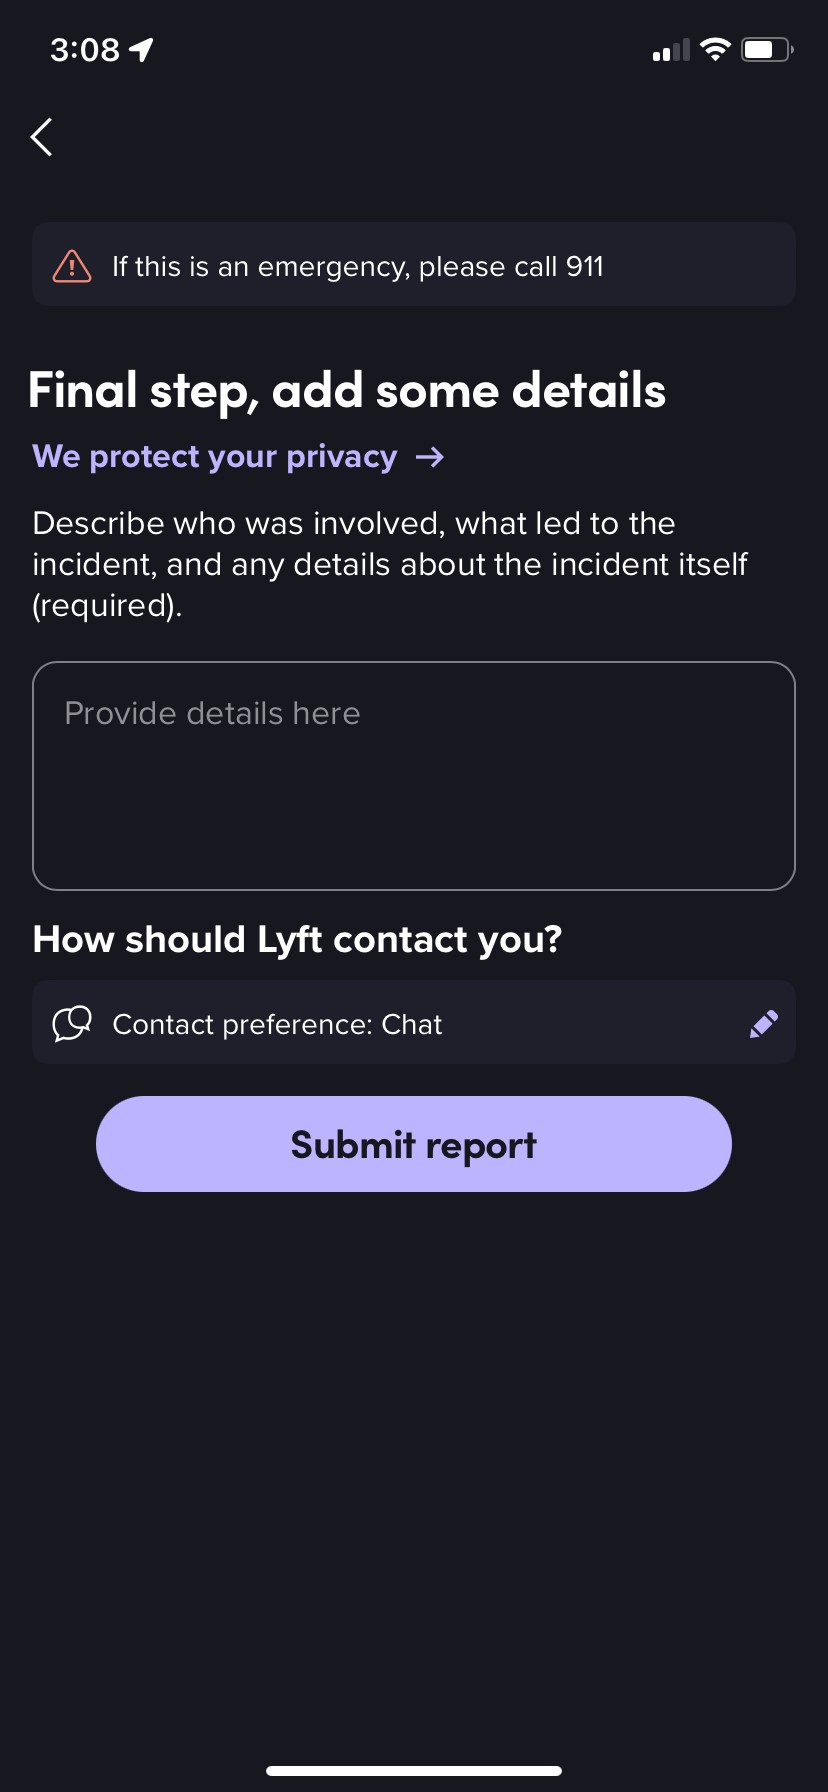 3:08
If this is an emergency, please call 911
Final step, add some details
We protect your privacy →
Describe who was involved, what led to the
incident, and any details about the incident itself
(required).
Provide details here
How should Lyft contact you?
Contact preference: Chat
Submit report